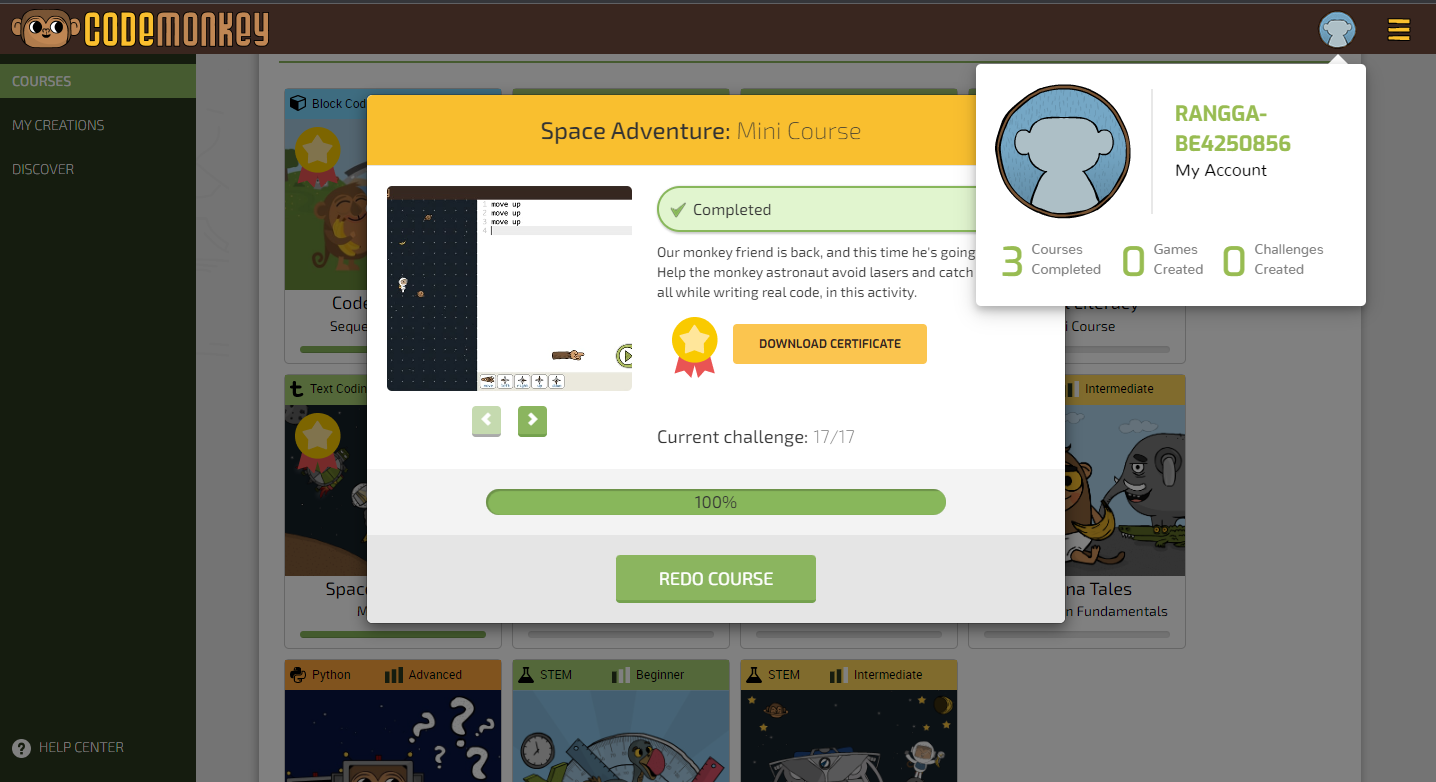 CODEMONKEY
COURSES
MY CREATIONS
DISCOVER
HELP CENTER
RANGGA-
BE4250856
My Account
3 Courses Completed
0 Games Created
0 Challenges Created
Space Adventure: Mini Course
1 move up
2 move up
3 move up
4
Completed
Our monkey friend is back, and this time he's going
Help the monkey astronaut avoid lasers and catch
all while writing real code, in this activity.
DOWNLOAD CERTIFICATE
Current challenge: 17/17
100%
REDO COURSE
Block Cod
Code
Seque
Course
Text Codin
Intermediate
Spac
M
na Tales
n Fundamentals
Python Advanced
STEM Beginner
STEM Intermediate